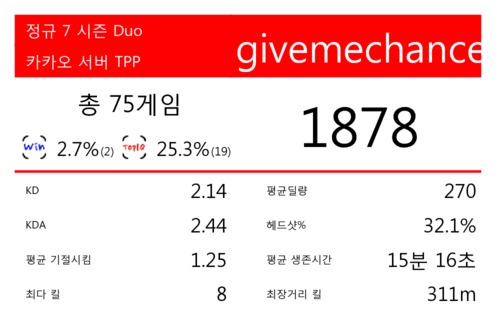 정규 7 시즌 Duo
카카오 서버 TPP
givemechance
총 75게임
Win 2.7%(2) TOP10 25.3%(19)
1878
KD 2.14
평균딜량 270
KDA 2.44
헤드샷% 32.1%
평균 기절시킴 1.25
평균 생존시간 15분 16초
최다 킬 8
최장거리 킬 311m